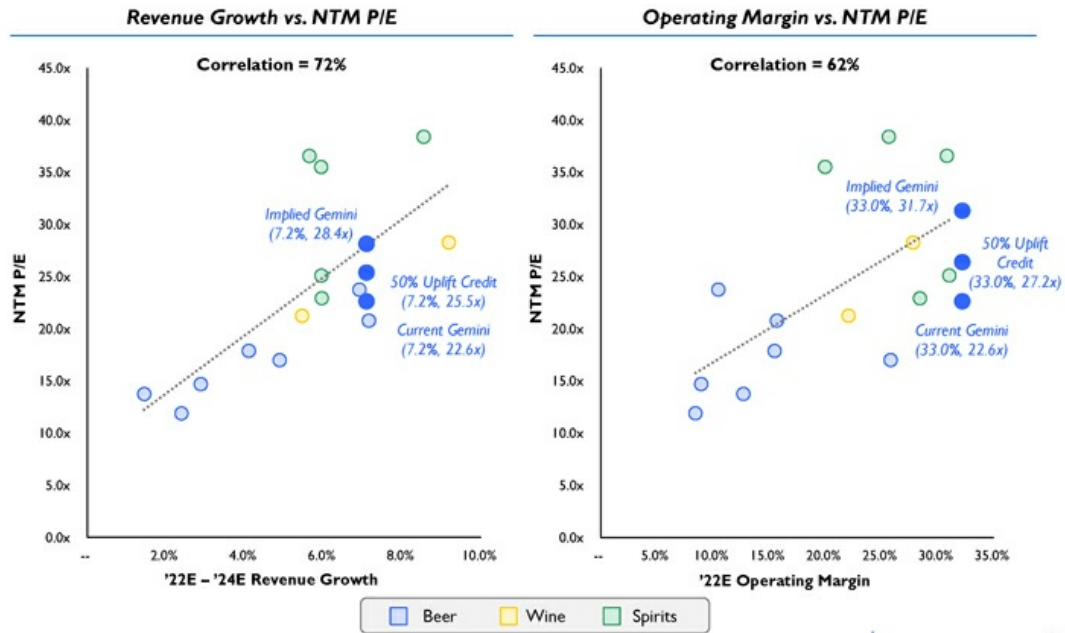 Revenue Growth vs. NTM P/E
Correlation = 72%
45.0x
40.0x
35.0x
30.0x
25.0x
20.0x
15.0x
10.0x
5.0x
0.0x
NTM P/E
Implied Gemini
(7.2%, 28.4x)
50% Uplift Credit
(7.2%, 25.5x)
Current Gemini
(7.2%, 22.6x)
--
2.0%
4.0%
6.0%
8.0%
10.0%
'22E – '24E Revenue Growth
Operating Margin vs. NTM P/E
Correlation = 62%
45.0x
40.0x
35.0x
30.0x
25.0x
20.0x
15.0x
10.0x
5.0x
0.0x
NTM P/E
Implied Gemini
(33.0%, 31.7x)
50% Uplift
Credit
(33.0%, 27.2x)
Current Gemini
(33.0%, 22.6x)
--
5.0%
10.0%
15.0%
20.0%
25.0%
30.0%
35.0%
'22E Operating Margin
Beer
Wine
Spirits